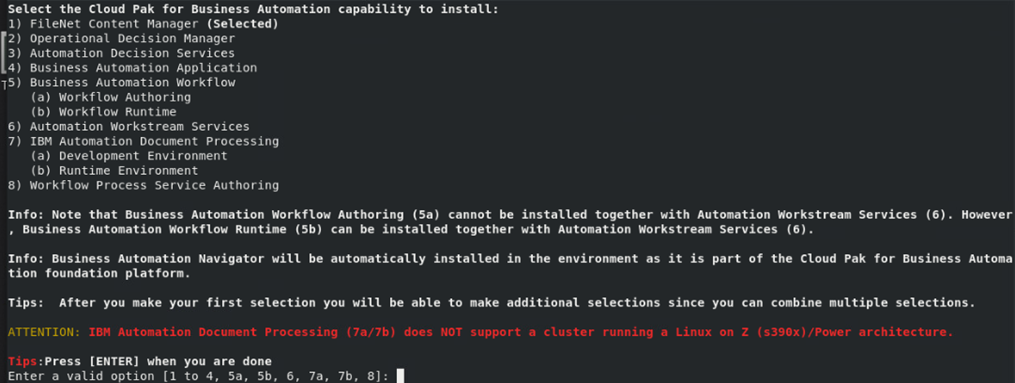 Select the Cloud Pak for Business Automation capability to install:
1) FileNet Content Manager (Selected)
2) Operational Decision Manager
3) Automation Decision Services
4) Business Automation Application
5) Business Automation Workflow
(a) Workflow Authoring
(b) Workflow Runtime
6) Automation Workstream Services
7) IBM Automation Document Processing
(a) Development Environment
(b) Runtime Environment
8) Workflow Process Service Authoring
Info: Note that Business Automation Workflow Authoring (5a) cannot be installed together with Automation Workstream Services (6). However
, Business Automation Workflow Runtime (5b) can be installed together with Automation Workstream Services (6).
Info: Business Automation Navigator will be automatically installed in the environment as it is part of the Cloud Pak for Business Automa
tion foundation platform.
Tips:  After you make your first selection you will be able to make additional selections since you can combine multiple selections.
ATTENTION: IBM Automation Document Processing (7a/7b) does NOT support a cluster running a Linux on Z (s390x)/Power architecture.
Tips:Press [ENTER] when you are done
Enter a valid option [1 to 4, 5a, 5b, 6, 7a, 7b, 8]: